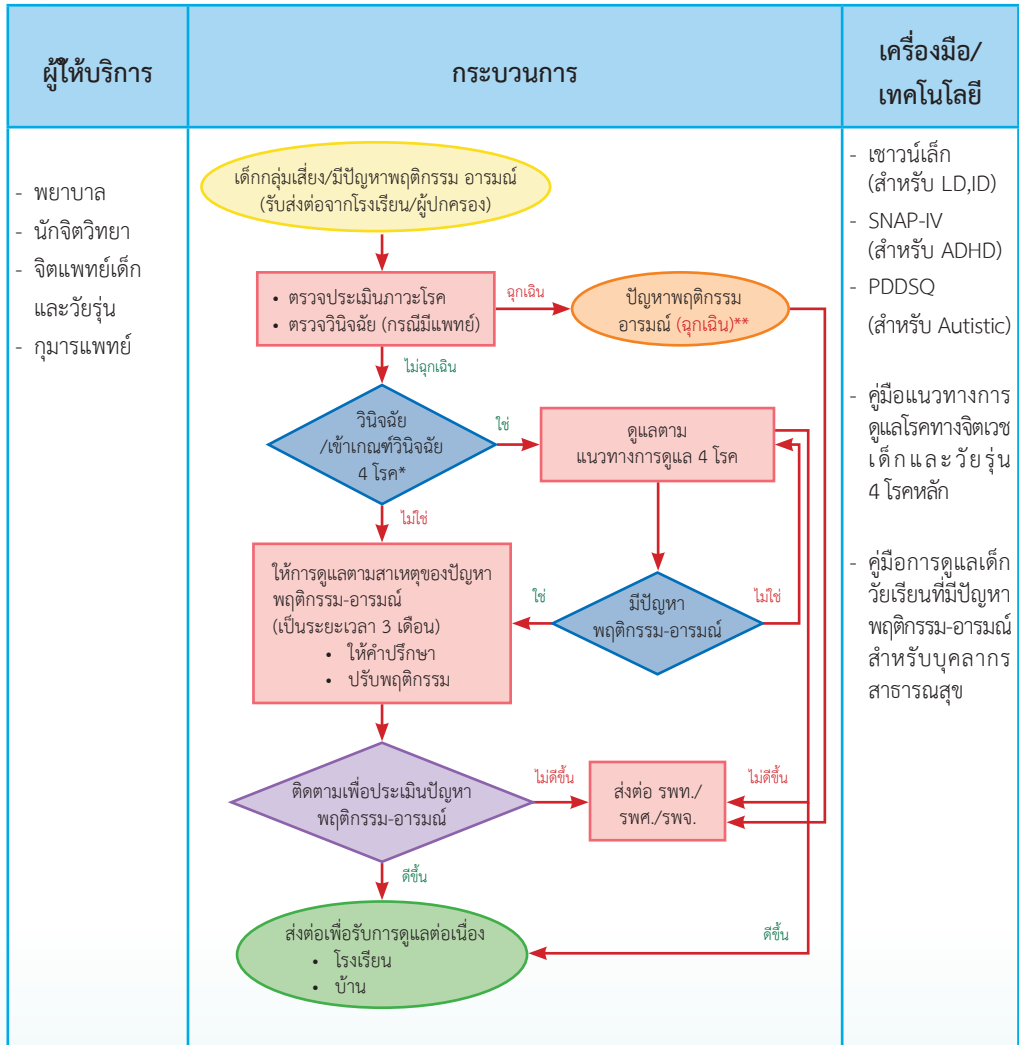 ผู้ให้บริการ
กระบวนการ
เครื่องมือ/
เทคโนโลยี
- พยาบาล
- นักจิตวิทยา
- จิตแพทย์เด็ก
และวัยรุ่น
- กุมารแพทย์
เด็กกลุ่มเสี่ยง/มีปัญหาพฤติกรรม อารมณ์
(รับส่งต่อจากโรงเรียน/ผู้ปกครอง)
• ตรวจประเมินภาวะโรค
• ตรวจวินิจฉัย (กรณีมีแพทย์)
ฉุกเฉิน
ปัญหาพฤติกรรม
อารมณ์ (ฉุกเฉิน)**
ไม่ฉุกเฉิน
วินิจฉัย
/เข้าเกณฑ์วินิจฉัย
4 โรค*
ใช่
ดูแลตาม
แนวทางการดูแล 4 โรค
ไม่ใช่
ให้การดูแลตามสาเหตุของปัญหา
พฤติกรรม-อารมณ์
(เป็นระยะเวลา 3 เดือน)
• ให้คำปรึกษา
• ปรับพฤติกรรม
ใช่
มีปัญหา
พฤติกรรม-อารมณ์
ไม่ใช่
ติดตามเพื่อประเมินปัญหา
พฤติกรรม-อารมณ์
ไม่ดีขึ้น
ส่งต่อ รพท./
รพศ./รพจ.
ไม่ดีขึ้น
ดีขึ้น
ส่งต่อเพื่อรับการดูแลต่อเนื่อง
• โรงเรียน
• บ้าน
ดีขึ้น
- เชาวน์เล็ก
(สำหรับ LD,ID)
- SNAP-IV
(สำหรับ ADHD)
- PDDSQ
(สำหรับ Autistic)
- คู่มือแนวทางการ
ดูแลโรคทางจิตเวช
เด็กและวัยรุ่น
4 โรคหลัก
- คู่มือการดูแลเด็ก
วัยเรียนที่มีปัญหา
พฤติกรรม-อารมณ์
สำหรับบุคลากร
สาธารณสุข